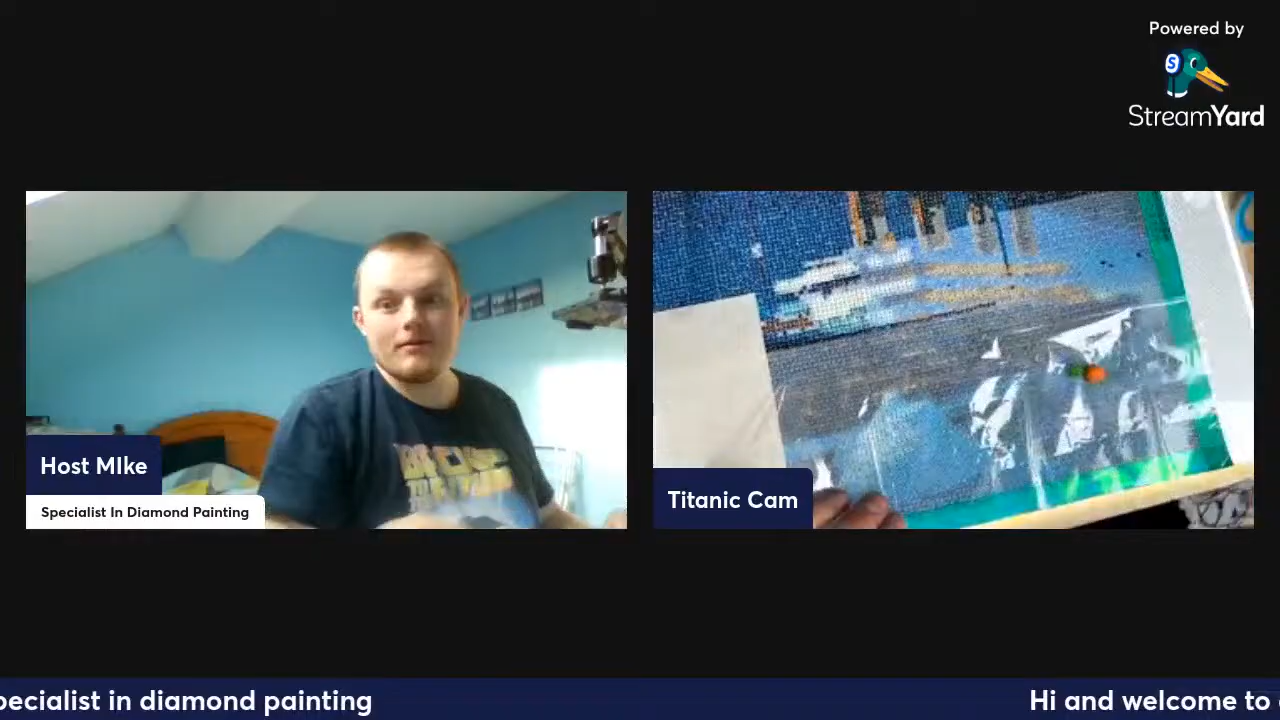 Powered by
StreamYard
Host MIke
Specialist In Diamond Painting
Titanic Cam
pecialist in diamond painting
Hi and welcome to